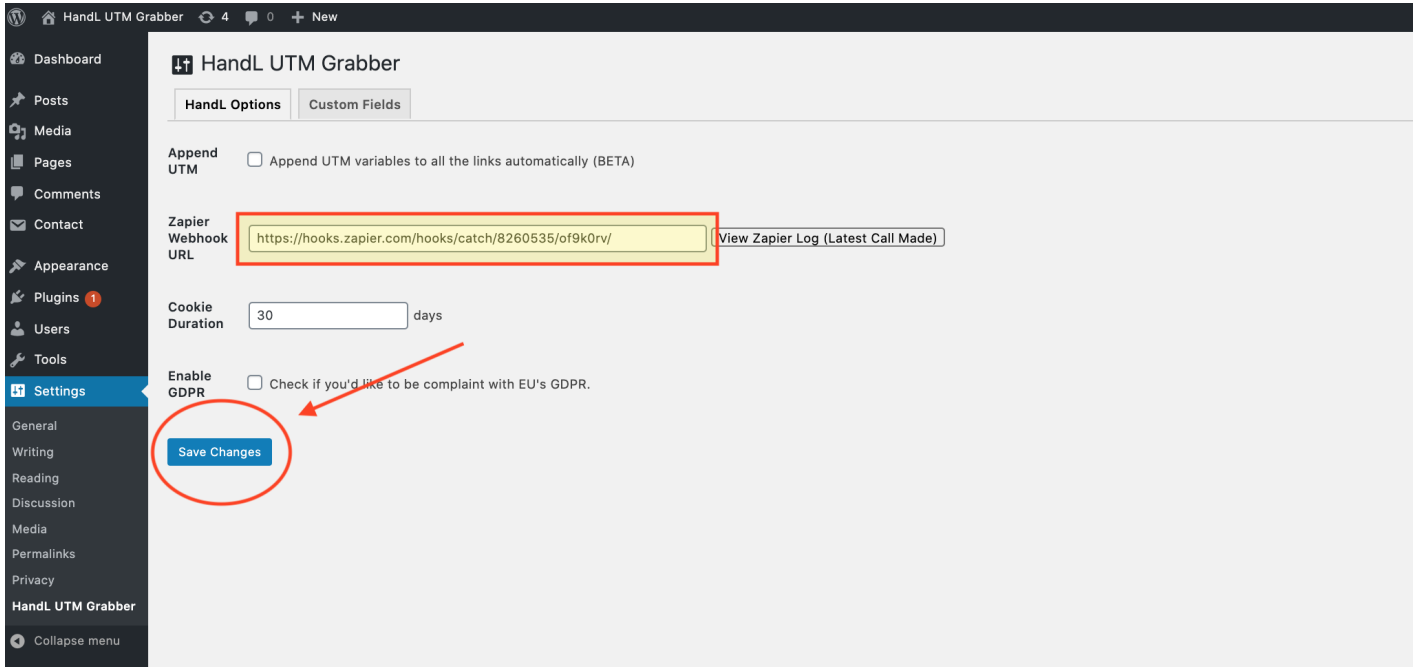 HandL UTM Grabber 4 0 + New
Dashboard
Posts
Media
Pages
Comments
Contact
Appearance
Plugins 1
Users
Tools
Settings
General
Writing
Reading
Discussion
Media
Permalinks
Privacy
HandL UTM Grabber
Collapse menu
HandL UTM Grabber
HandL Options Custom Fields
Append
UTM
Append UTM variables to all the links automatically (BETA)
Zapier
Webhook
URL
https://hooks.zapier.com/hooks/catch/8260535/of9k0rv/ View Zapier Log (Latest Call Made)
Cookie
Duration
30 days
Enable
GDPR
Check if you'd like to be complaint with EU's GDPR.
Save Changes